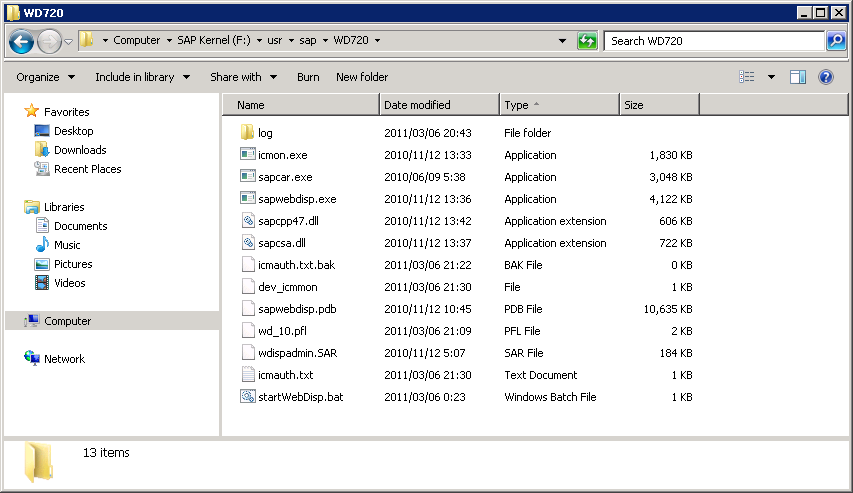 WD720
Computer SAP Kernel (F:) usr sap WD720 Search WD720
Organize Include in library Share with Burn New folder
Favorites
Desktop
Downloads
Recent Places
Libraries
Documents
Music
Pictures
Videos
Computer
Network
Name Date modified Type Size
log 2011/03/06 20:43 File folder
icmon.exe 2010/11/12 13:33 Application 1,830 KB
sapcar.exe 2010/06/09 5:38 Application 3,048 KB
sapwebdisp.exe 2010/11/12 13:36 Application 4,122 KB
sapcpp47.dll 2010/11/12 13:42 Application extension 606 KB
sapcsa.dll 2010/11/12 13:37 Application extension 722 KB
icmauth.txt.bak 2011/03/06 21:22 BAK File 0 KB
dev_icmmon 2011/03/06 21:30 File 1 KB
sapwebdisp.pdb 2010/11/12 10:45 PDB File 10,635 KB
wd_10.pfl 2011/03/06 21:09 PFL File 2 KB
wdispadmin.SAR 2010/11/12 5:07 SAR File 184 KB
icmauth.txt 2011/03/06 21:30 Text Document 1 KB
startWebDisp.bat 2011/03/06 0:23 Windows Batch File 1 KB
13 items